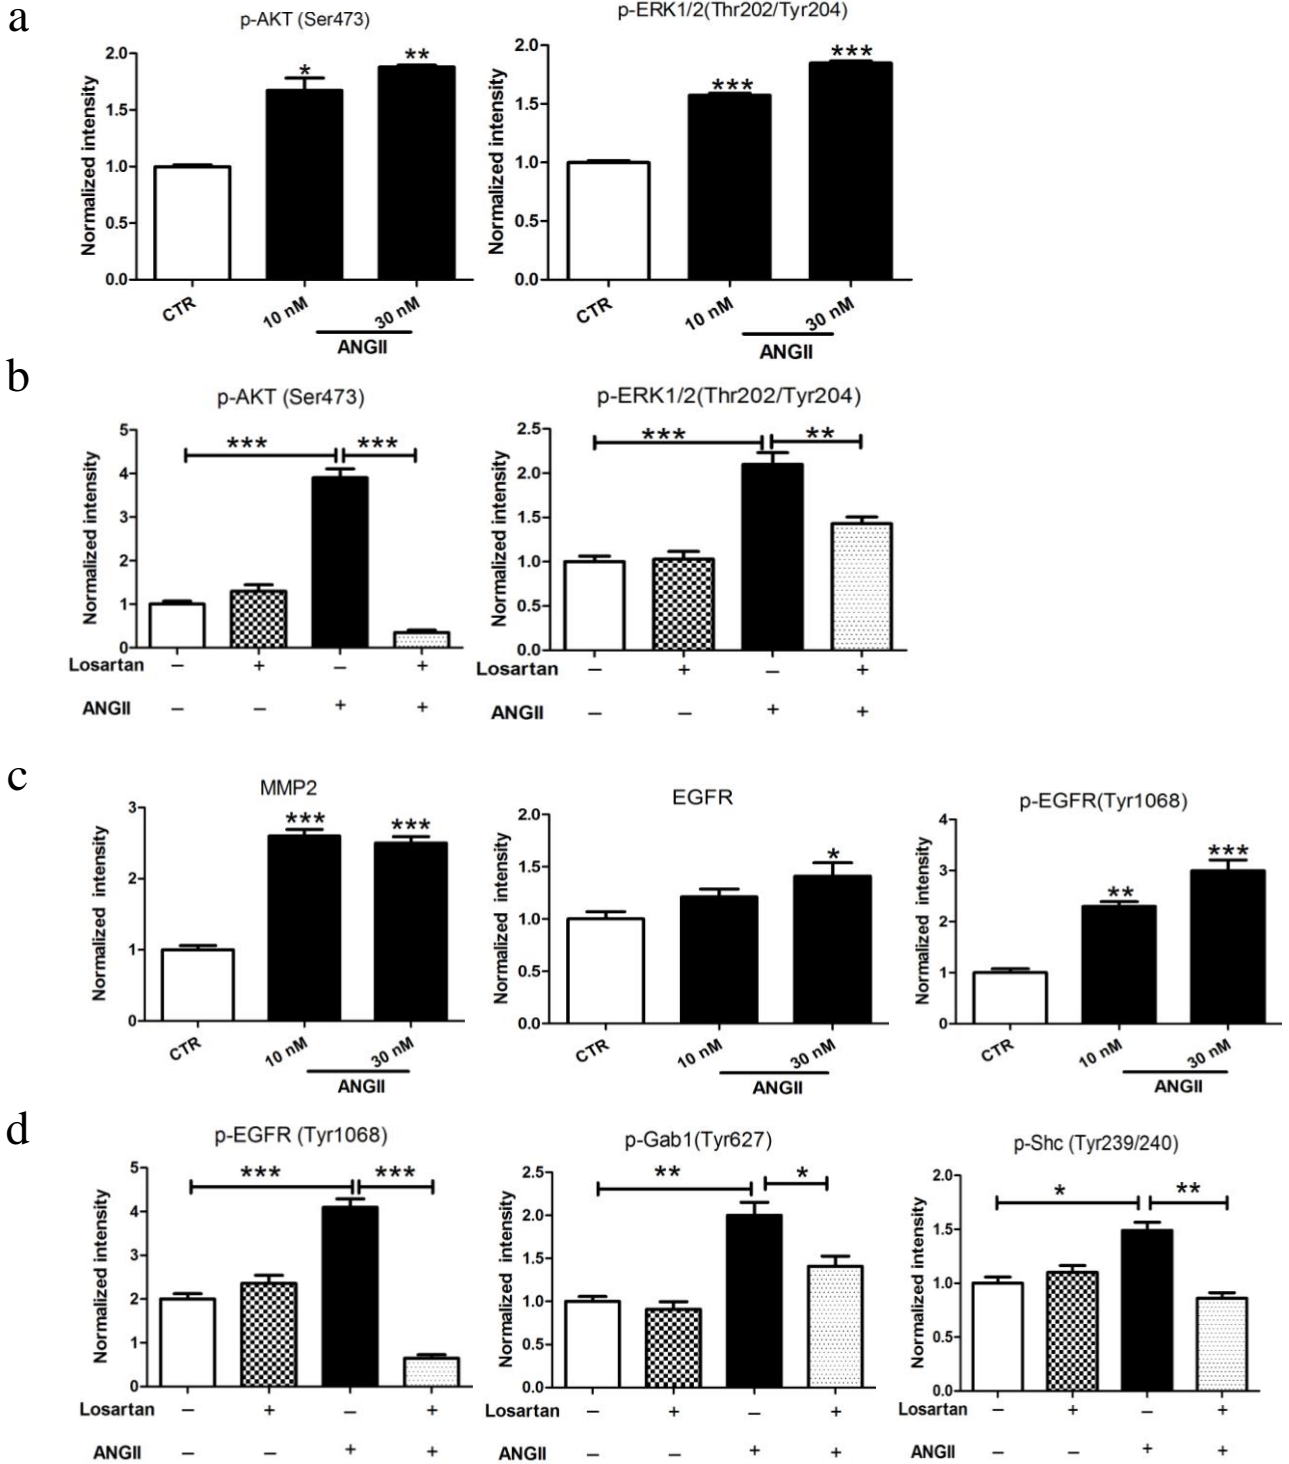 a
p-AKT (Ser473)
Normalized intensity
2.0
1.5
1.0
0.5
0.0
*
**
CTR
10 nM
30 nM
ANGII
p-ERK1/2(Thr202/Tyr204)
Normalized intensity
2.0
1.5
1.0
0.5
0.0
***
***
CTR
10 nM
30 nM
ANGII
b
p-AKT (Ser473)
Normalized intensity
5
4
3
2
1
0
***
***
Losartan – + – +
ANGII – – + +
p-ERK1/2(Thr202/Tyr204)
Normalized intensity
2.5
2.0
1.5
1.0
0.5
0.0
***
**
Losartan – + – +
ANGII – – + +
c
MMP2
Normalized intensity
3
2
1
0
***
***
CTR
10 nM
30 nM
ANGII
EGFR
Normalized intensity
2.0
1.5
1.0
0.5
0.0
*
CTR
10 nM
30 nM
ANGII
p-EGFR(Tyr1068)
Normalized intensity
4
3
2
1
0
**
***
CTR
10 nM
30 nM
ANGII
d
p-EGFR (Tyr1068)
Normalized intensity
5
4
3
2
1
0
***
***
Losartan – + – +
ANGII – – + +
p-Gab1(Tyr627)
Normalized intensity
2.5
2.0
1.5
1.0
0.5
0.0
**
*
Losartan – + – +
ANGII – – + +
p-Shc (Tyr239/240)
Normalized intensity
2.0
1.5
1.0
0.5
0.0
*
**
Losartan – + – +
ANGII – – + +